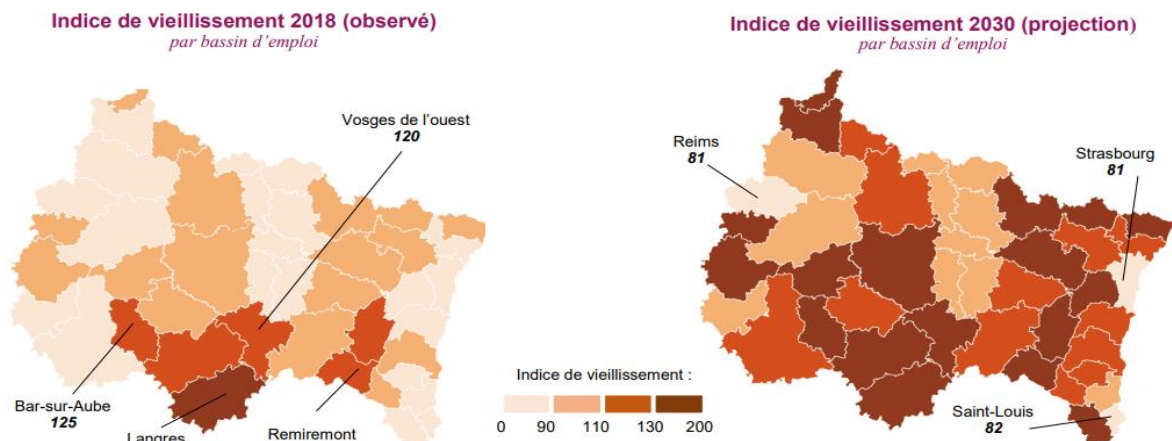 Indice de vieillissement 2018 (observé)
par bassin d'emploi
Vosges de l'ouest
120
Bar-sur-Aube
125
Langres
Remiremont
Indice de vieillissement :
0 90 110 130 200
Indice de vieillissement 2030 (projection)
par bassin d'emploi
Reims
81
Strasbourg
81
Saint-Louis
82